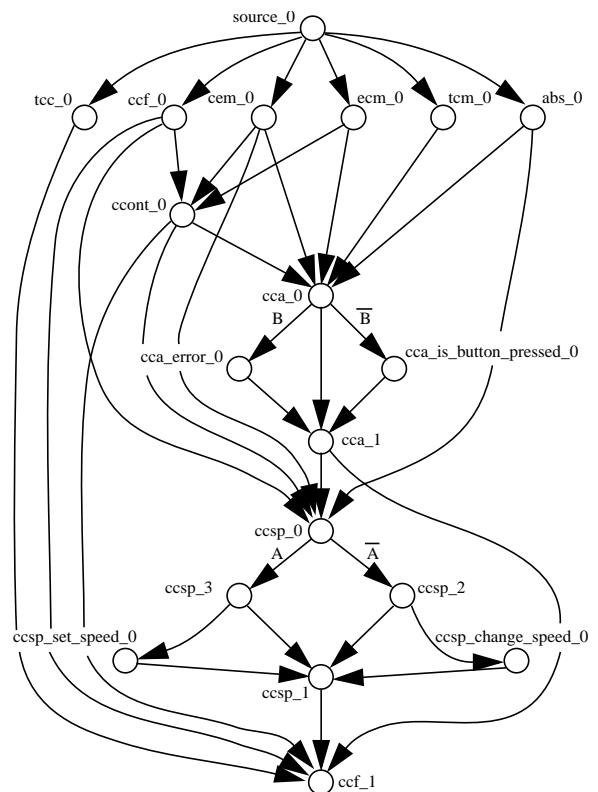 source_0
tcc_0 ccf_0 cem_0 ecm_0 tcm_0 abs_0
ccont_0
cca_0
B B̅
cca_error_0 cca_is_button_pressed_0
cca_1
ccsp_0
A A̅
ccsp_3 ccsp_2
ccsp_set_speed_0 ccsp_change_speed_0
ccsp_1
ccf_1